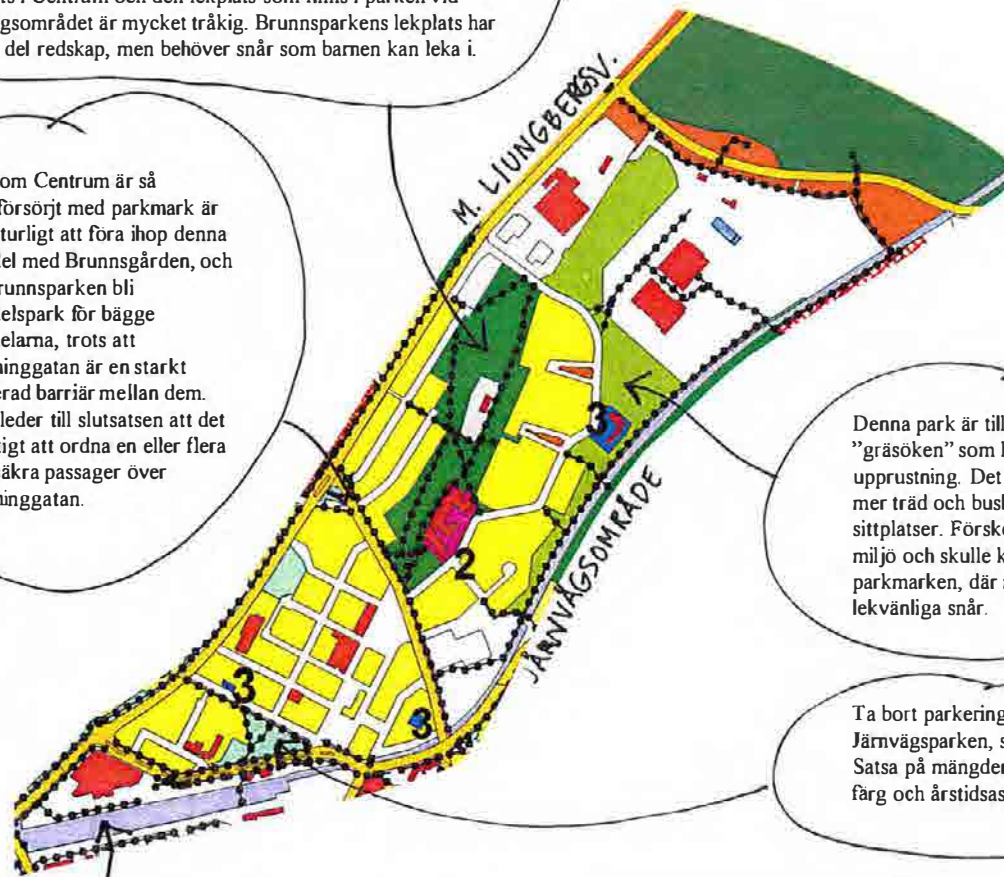 i Centrum och den lekplats som finns i parken vid
gsområdet är mycket tråkig. Brunnsparkens lekplats har
del redskap, men behöver snår som barnen kan leka i.
om Centrum är så
försörjt med parkmark är
turligt att föra ihop denna
del med Brunnsgården, och
runnsparken bli
elspark för bägge
elarna, trots att
ninggatan är en starkt
erad barriär mellan dem.
leder till slutsatsen att det
tigt att ordna en eller flera
äkra passager över
ninggatan.
M. LJUNGBERGSV.
JÄRNVÄGSOMRÅDE
3
2
3
3
Denna park är till
"gräsöken" som
upprustning. Det
mer träd och busk
sittplatser. Försko
miljö och skulle k
parkmarken, där
lekvänliga snår.
Ta bort parkering
Järnvägsparken, s
Satsa på mängder
färg och årstidsas